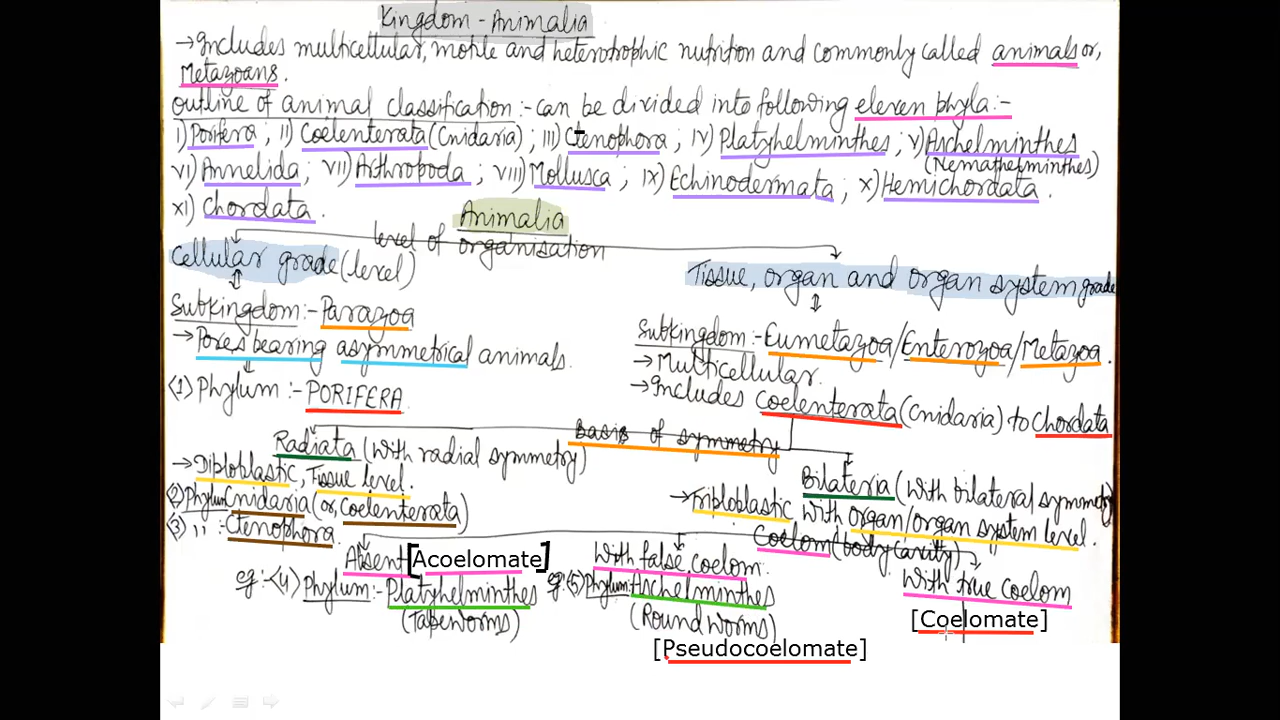 Kingdom - Animalia
→ Includes multicellular, motile and heterotrophic nutrition and commonly called animals or,
Metazoans.
outline of animal classification :- can be divided into following eleven phyla :-
i) Porifera ; ii) Coelenterata (Cnidaria) ; iii) Ctenophora ; iv) Platyhelminthes ; v) Aschelminthes
(Nemathelminthes)
vi) Annelida ; vii) Arthropoda ; viii) Mollusca ; ix) Echinodermata ; x) Hemichordata.
xi) Chordata.
Animalia
level of organisation
Cellular grade (level)
Tissue, organ and organ system grade
Subkingdom :- Parazoa
Subkingdom :- Eumetazoa/Enterozoa/Metazoa.
→ Pores bearing asymmetrical animals.
→ Multicellular.
(1) Phylum :- PORIFERA
→ Includes Coelenterata (Cnidaria) to Chordata
Basis of symmetry
Radiata (with radial symmetry)
Bilateria (with bilateral symmetry)
→ Diploblastic, Tissue level.
→ Triploblastic with organ/organ system level.
(2) Phylum Cnidaria (or, Coelenterata)
(3) ,, :- Ctenophora.
Coelom (body cavity) ,,
Absent [Acoelomate]
With false coelom.
With true coelom
eg :- (4) Phylum :- Platyhelminthes
eg :- (5) Phylum: Aschelminthes
(Tapeworms)
(Round worms)
[Coelomate]
[Pseudocoelomate]